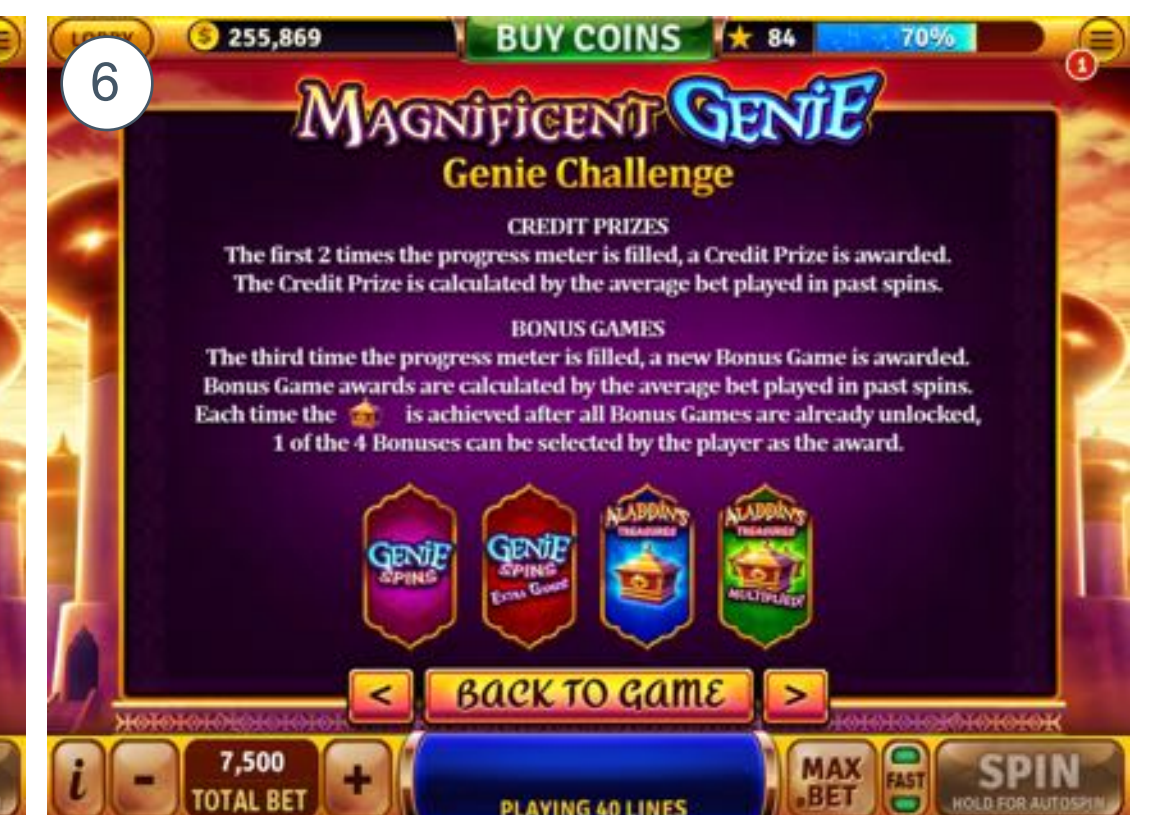 LOBBY
6
255,869
BUY COINS
84
70%
1
MAGNIFICENT GENIE
Genie Challenge
CREDIT PRIZES
The first 2 times the progress meter is filled, a Credit Prize is awarded.
The Credit Prize is calculated by the average bet played in past spins.
BONUS GAMES
The third time the progress meter is filled, a new Bonus Game is awarded.
Bonus Game awards are calculated by the average bet played in past spins.
Each time the is achieved after all Bonus Games are already unlocked,
1 of the 4 Bonuses can be selected by the player as the award.
GENIE
SPINS
GENIE
SPINS
EXTRA GAMES
ALADDIN'S
TREASURES
ALADDIN'S
TREASURES
MULTIPLIED!
< BACK TO GAME >
i - 7,500 +
TOTAL BET
PLAYING 40 LINES
MAX
BET
FAST
SPIN
HOLD FOR AUTOSPIN